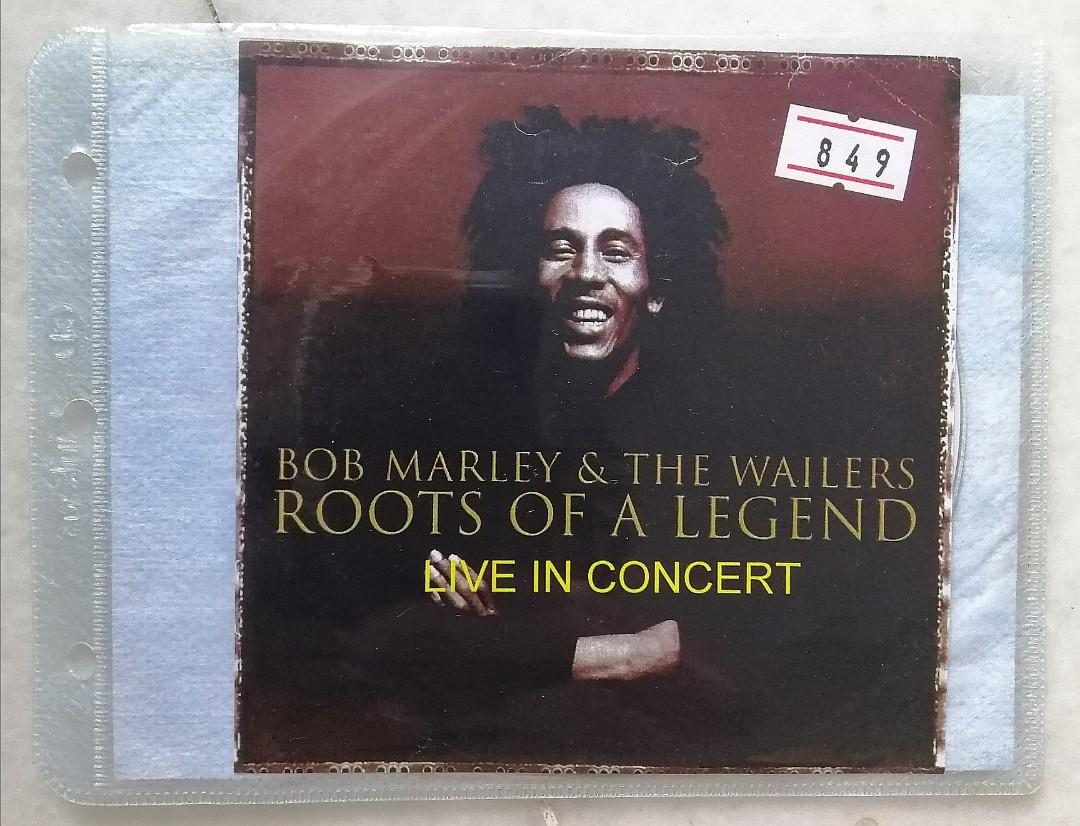 849
BOB MARLEY & THE WAILERS
ROOTS OF A LEGEND
LIVE IN CONCERT